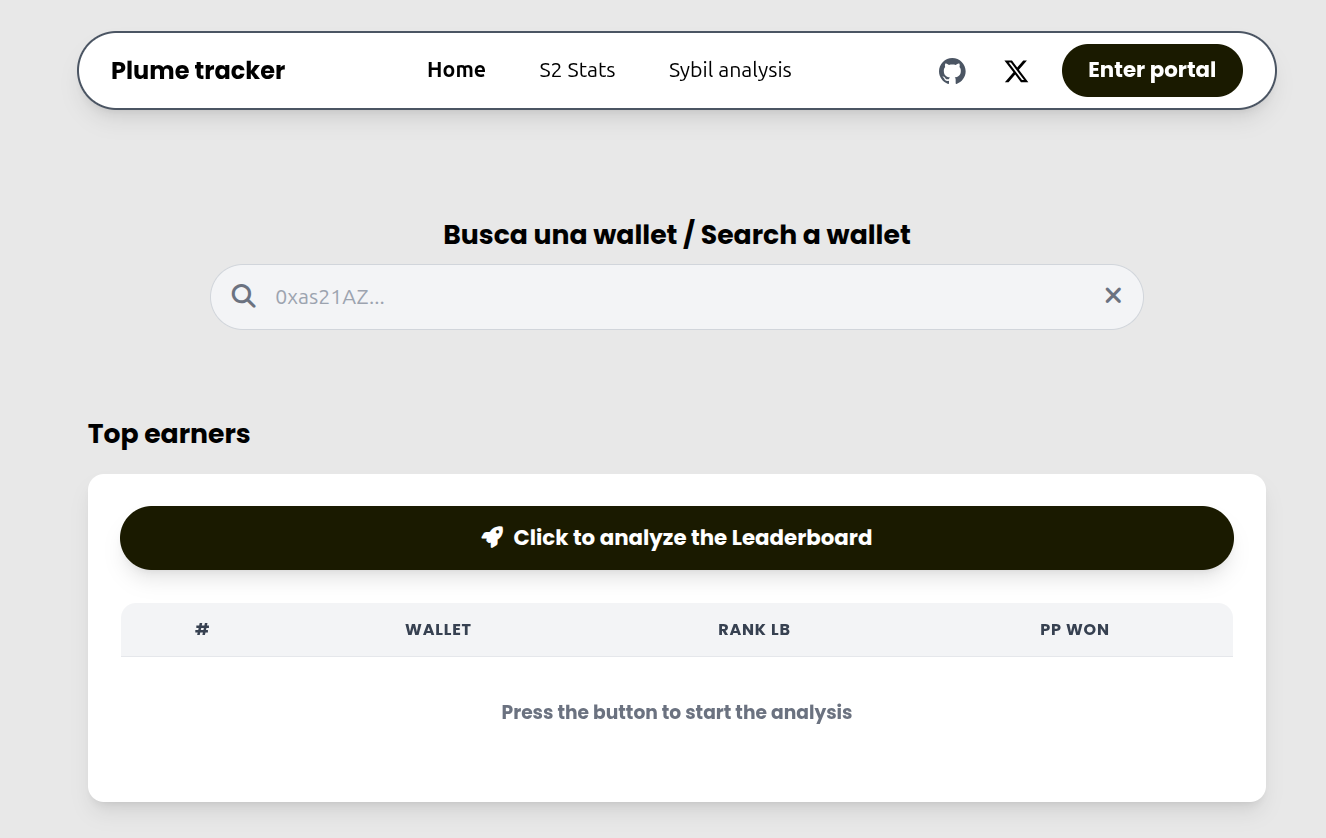 Plume tracker Home S2 Stats Sybil analysis Enter portal
Busca una wallet / Search a wallet
0xas21AZ...
Top earners
Click to analyze the Leaderboard
# WALLET RANK LB PP WON
Press the button to start the analysis